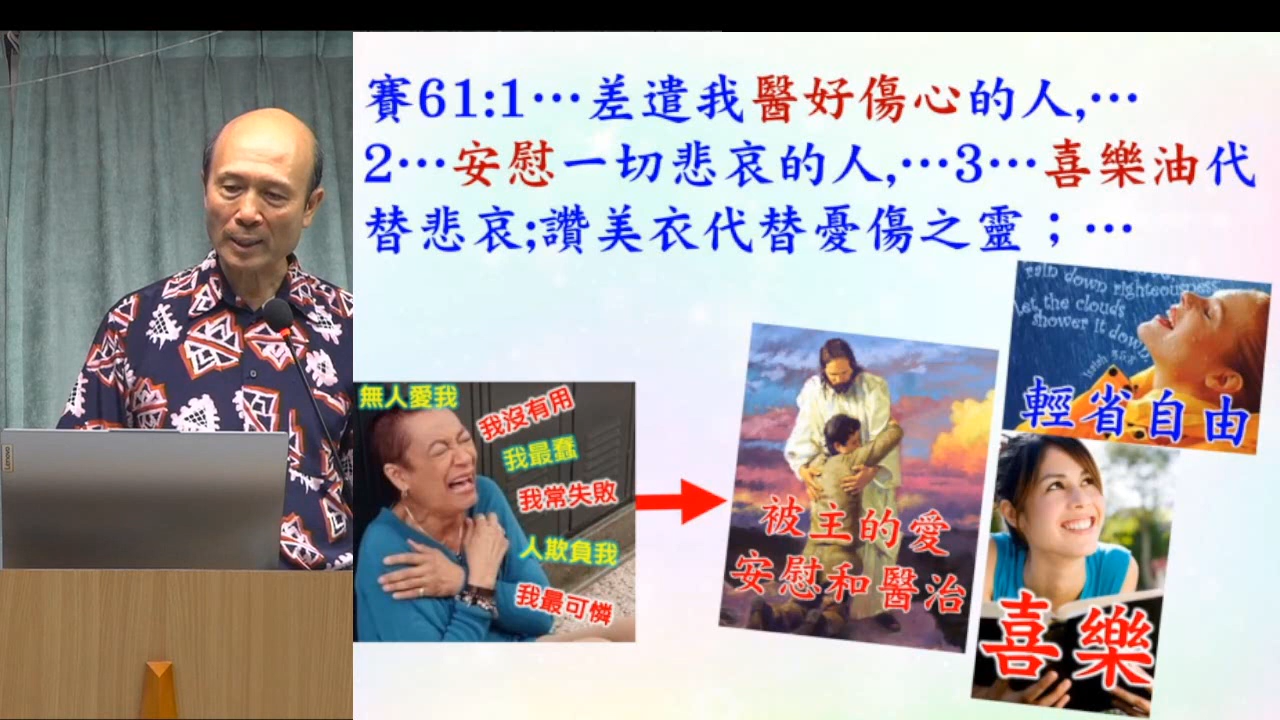 賽61:1…差遣我醫好傷心的人,…
2…安慰一切悲哀的人,…3…喜樂油代
替悲哀;讚美衣代替憂傷之靈；…
無人愛我
我沒有用
我最蠢
我常失敗
人欺負我
我最可憐
被主的愛
安慰和醫治
rain down righteousness
let the clouds
shower it down
輕省自由
喜樂
Lenovo